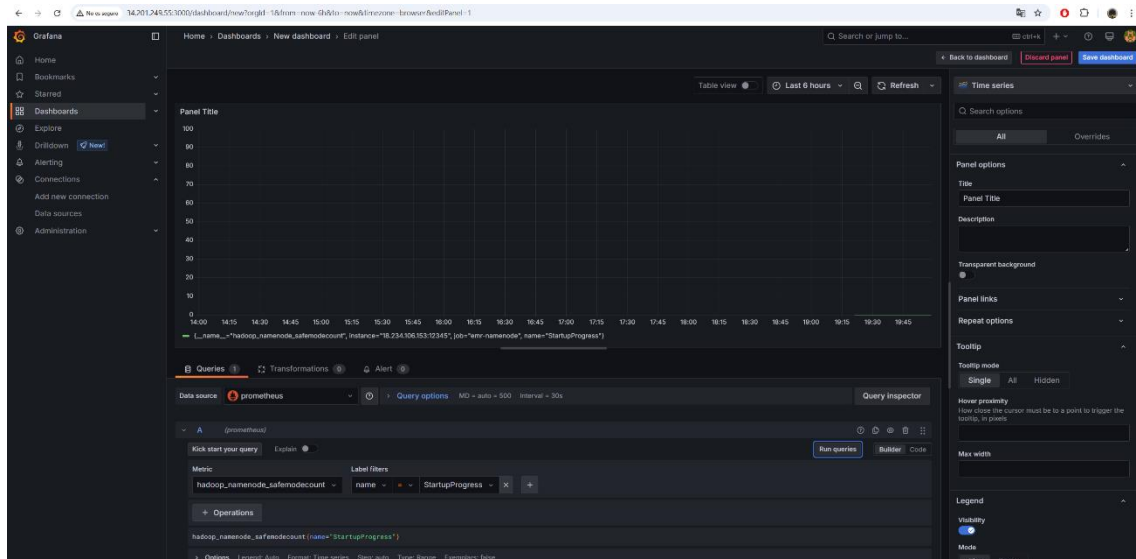 No es seguro 34.201.249.55:3000/dashboard/new?orgId=1&from=now-6h&to=now&timezone=browser&editPanel=1
Grafana
Home › Dashboards › New dashboard › Edit panel
Search or jump to...
ctrl+k
Home
Bookmarks
Starred
Dashboards
Explore
Drilldown New!
Alerting
Connections
Add new connection
Data sources
Administration
Back to dashboard
Discard panel
Save dashboard
Table view
Last 6 hours
Refresh
Panel Title
100
90
80
70
60
50
40
30
20
10
0
14:00 14:15 14:30 14:45 15:00 15:15 15:30 15:45 16:00 16:15 16:30 16:45 17:00 17:15 17:30 17:45 18:00 18:15 18:30 18:45 19:00 19:15 19:30 19:45
{__name__="hadoop_namenode_safemodecount", instance="18.234.106.153:12345", job="emr-namenode", name="StartupProgress"}
Queries 1
Transformations 0
Alert 0
Data source
prometheus
Query options MD = auto = 500 Interval = 30s
Query inspector
A (prometheus)
Kick start your query
Explain
Run queries
Builder Code
Metric
Label filters
hadoop_namenode_safemodecount
name = StartupProgress
+ Operations
hadoop_namenode_safemodecount{name="StartupProgress"}
Options Legend: Auto Format: Time series Step: auto Type: Range Exemplars: false
Time series
Search options
All
Overrides
Panel options
Title
Panel Title
Description
Transparent background
Panel links
Repeat options
Tooltip
Tooltip mode
Single All Hidden
Hover proximity
How close the cursor must be to a point to trigger the tooltip, in pixels
Max width
Legend
Visibility
Mode